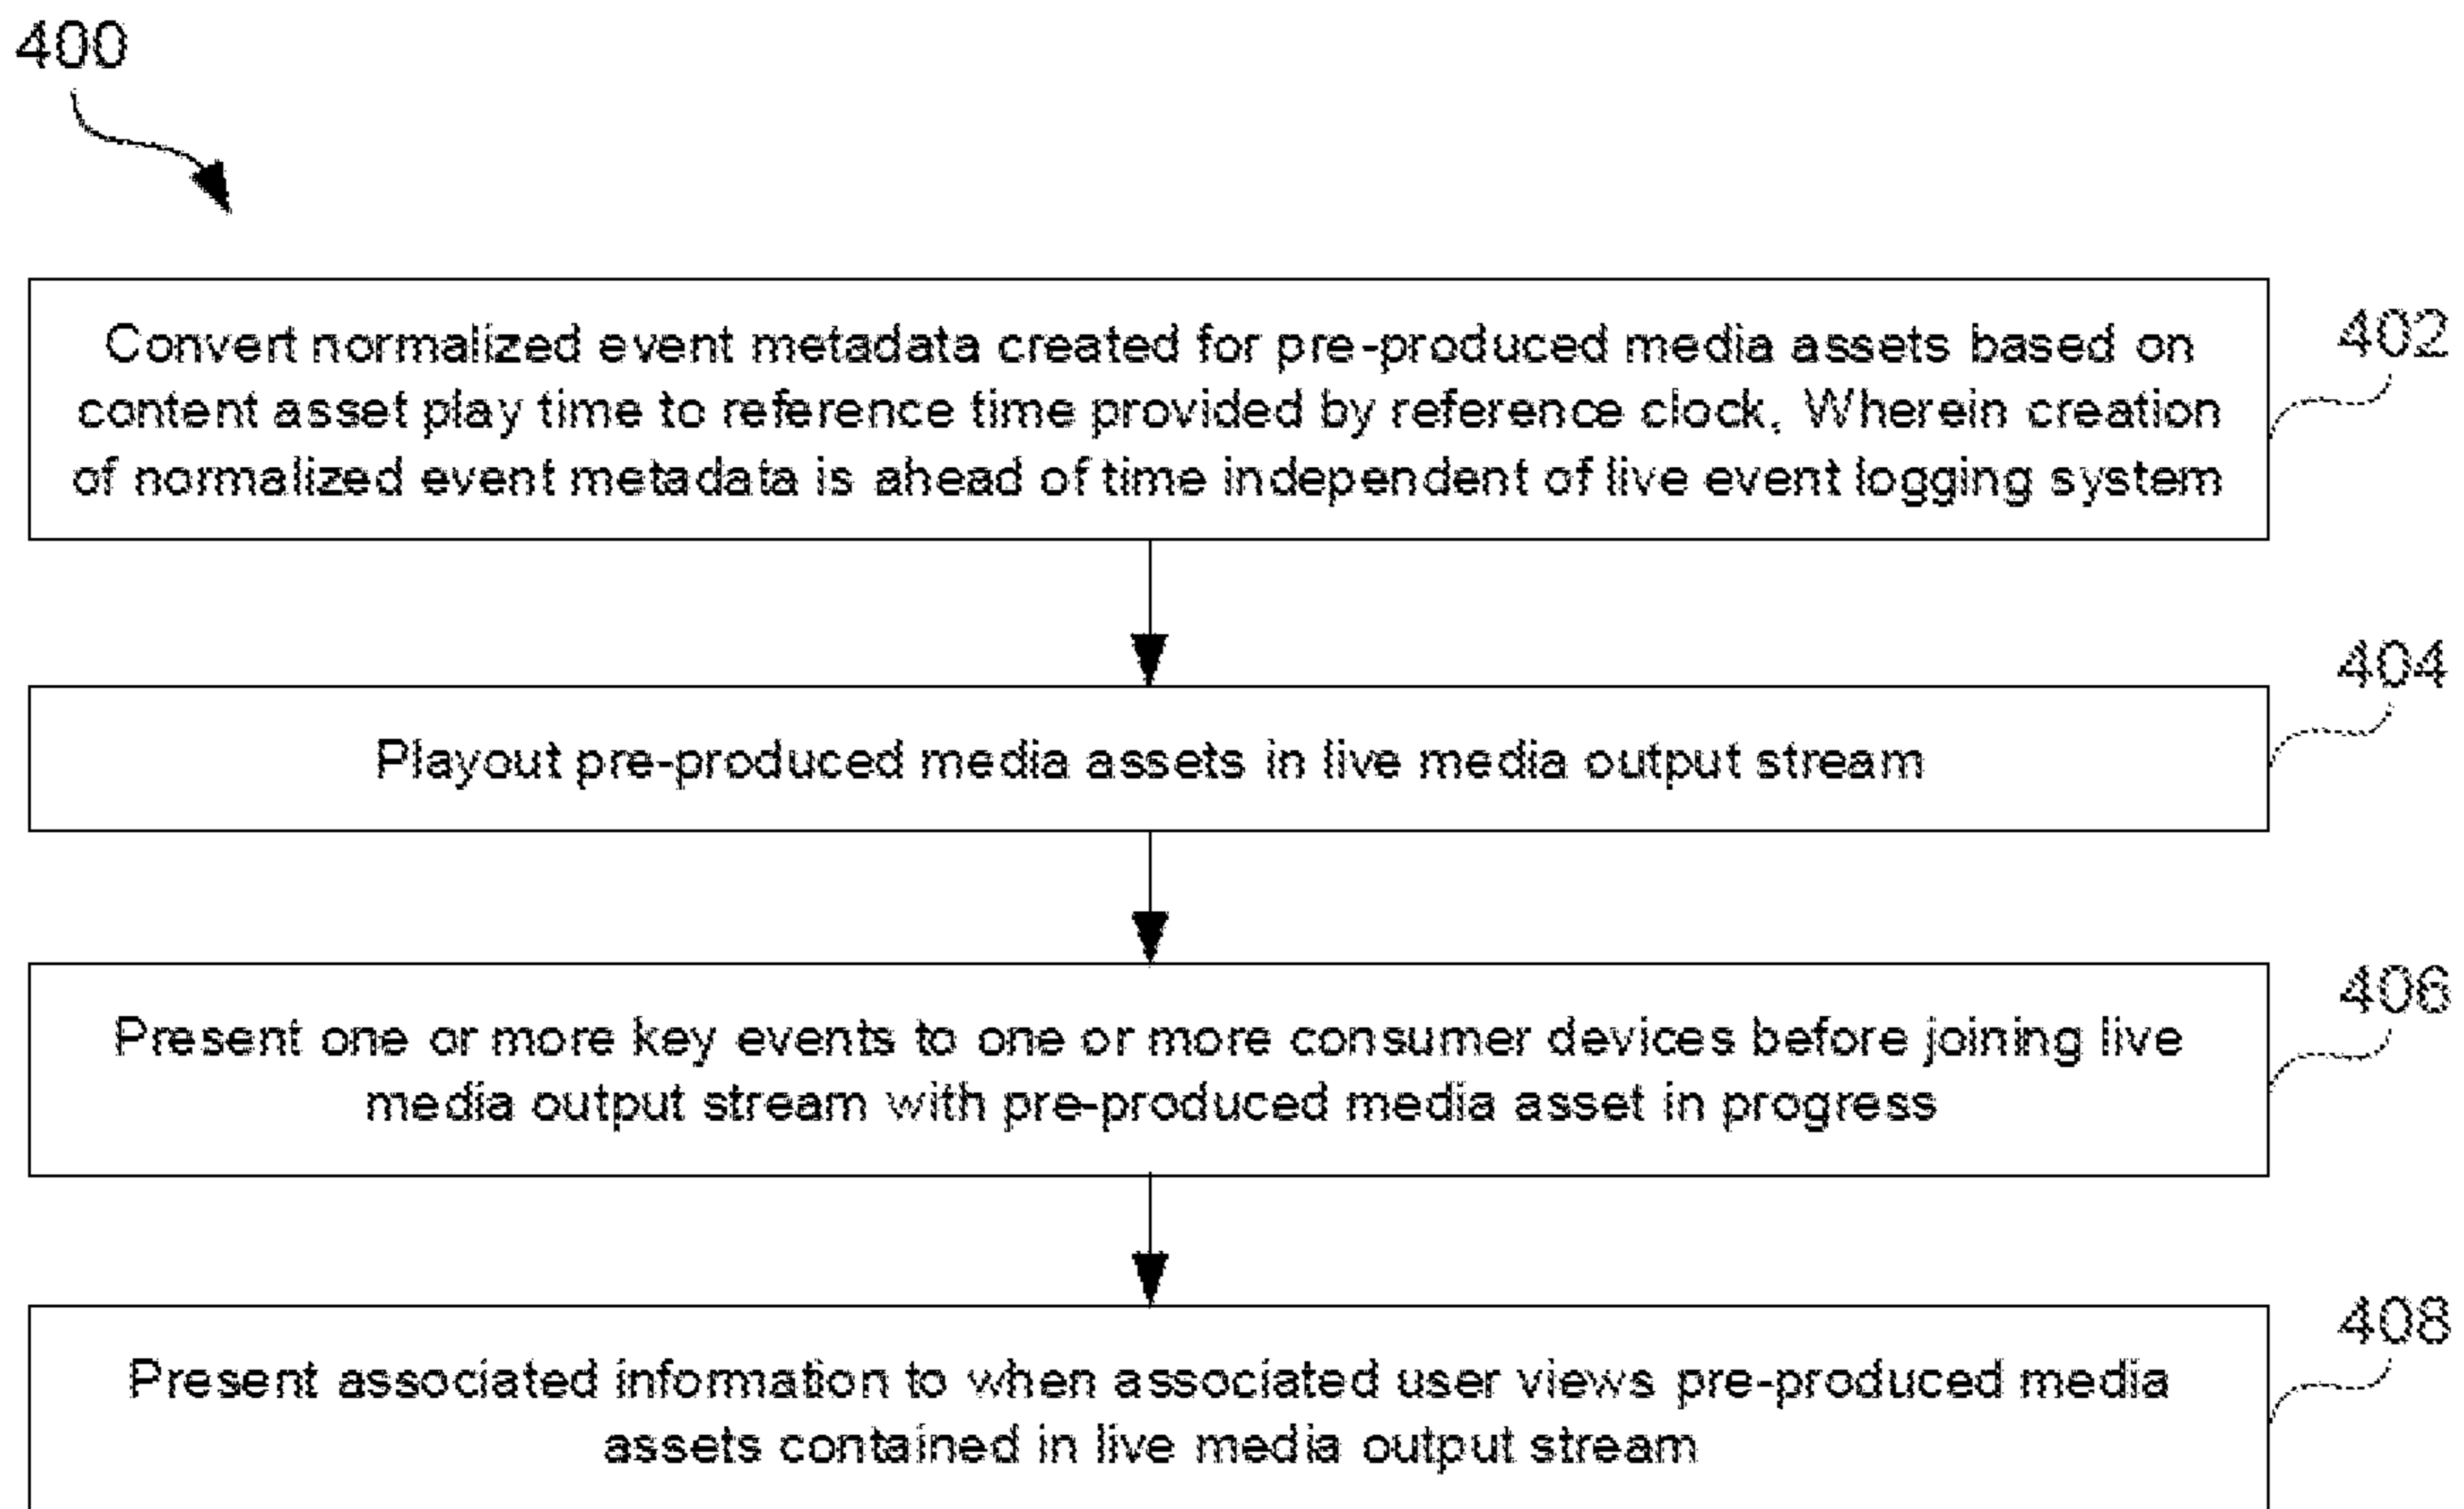 400
Convert normalized event metadata created for pre-produced media assets based on
content asset play time to reference time provided by reference clock, Wherein creation
of normalized event metadata is ahead of time independent of live event logging system
402
Playout pre-produced media assets in live media output stream
404
Present one or more key events to one or more consumer devices before joining live
media output stream with pre-produced media asset in progress
406
Present associated information to when associated user views pre-produced media
assets contained in live media output stream
408